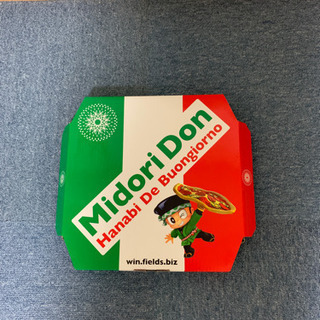 Midori Don
Hanabi De Buongiorno
win.fields.biz